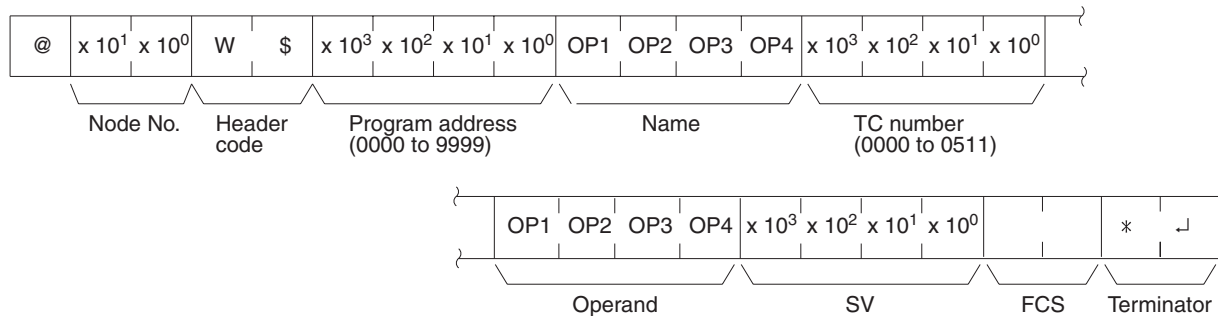 @ x 10¹ x 10⁰ W $ x 10³ x 10² x 10¹ x 10⁰ OP1 OP2 OP3 OP4 x 10³ x 10² x 10¹ x 10⁰
Node No. Header code Program address (0000 to 9999) Name TC number (0000 to 0511)
OP1 OP2 OP3 OP4 x 10³ x 10² x 10¹ x 10⁰ * ↵
Operand SV FCS Terminator